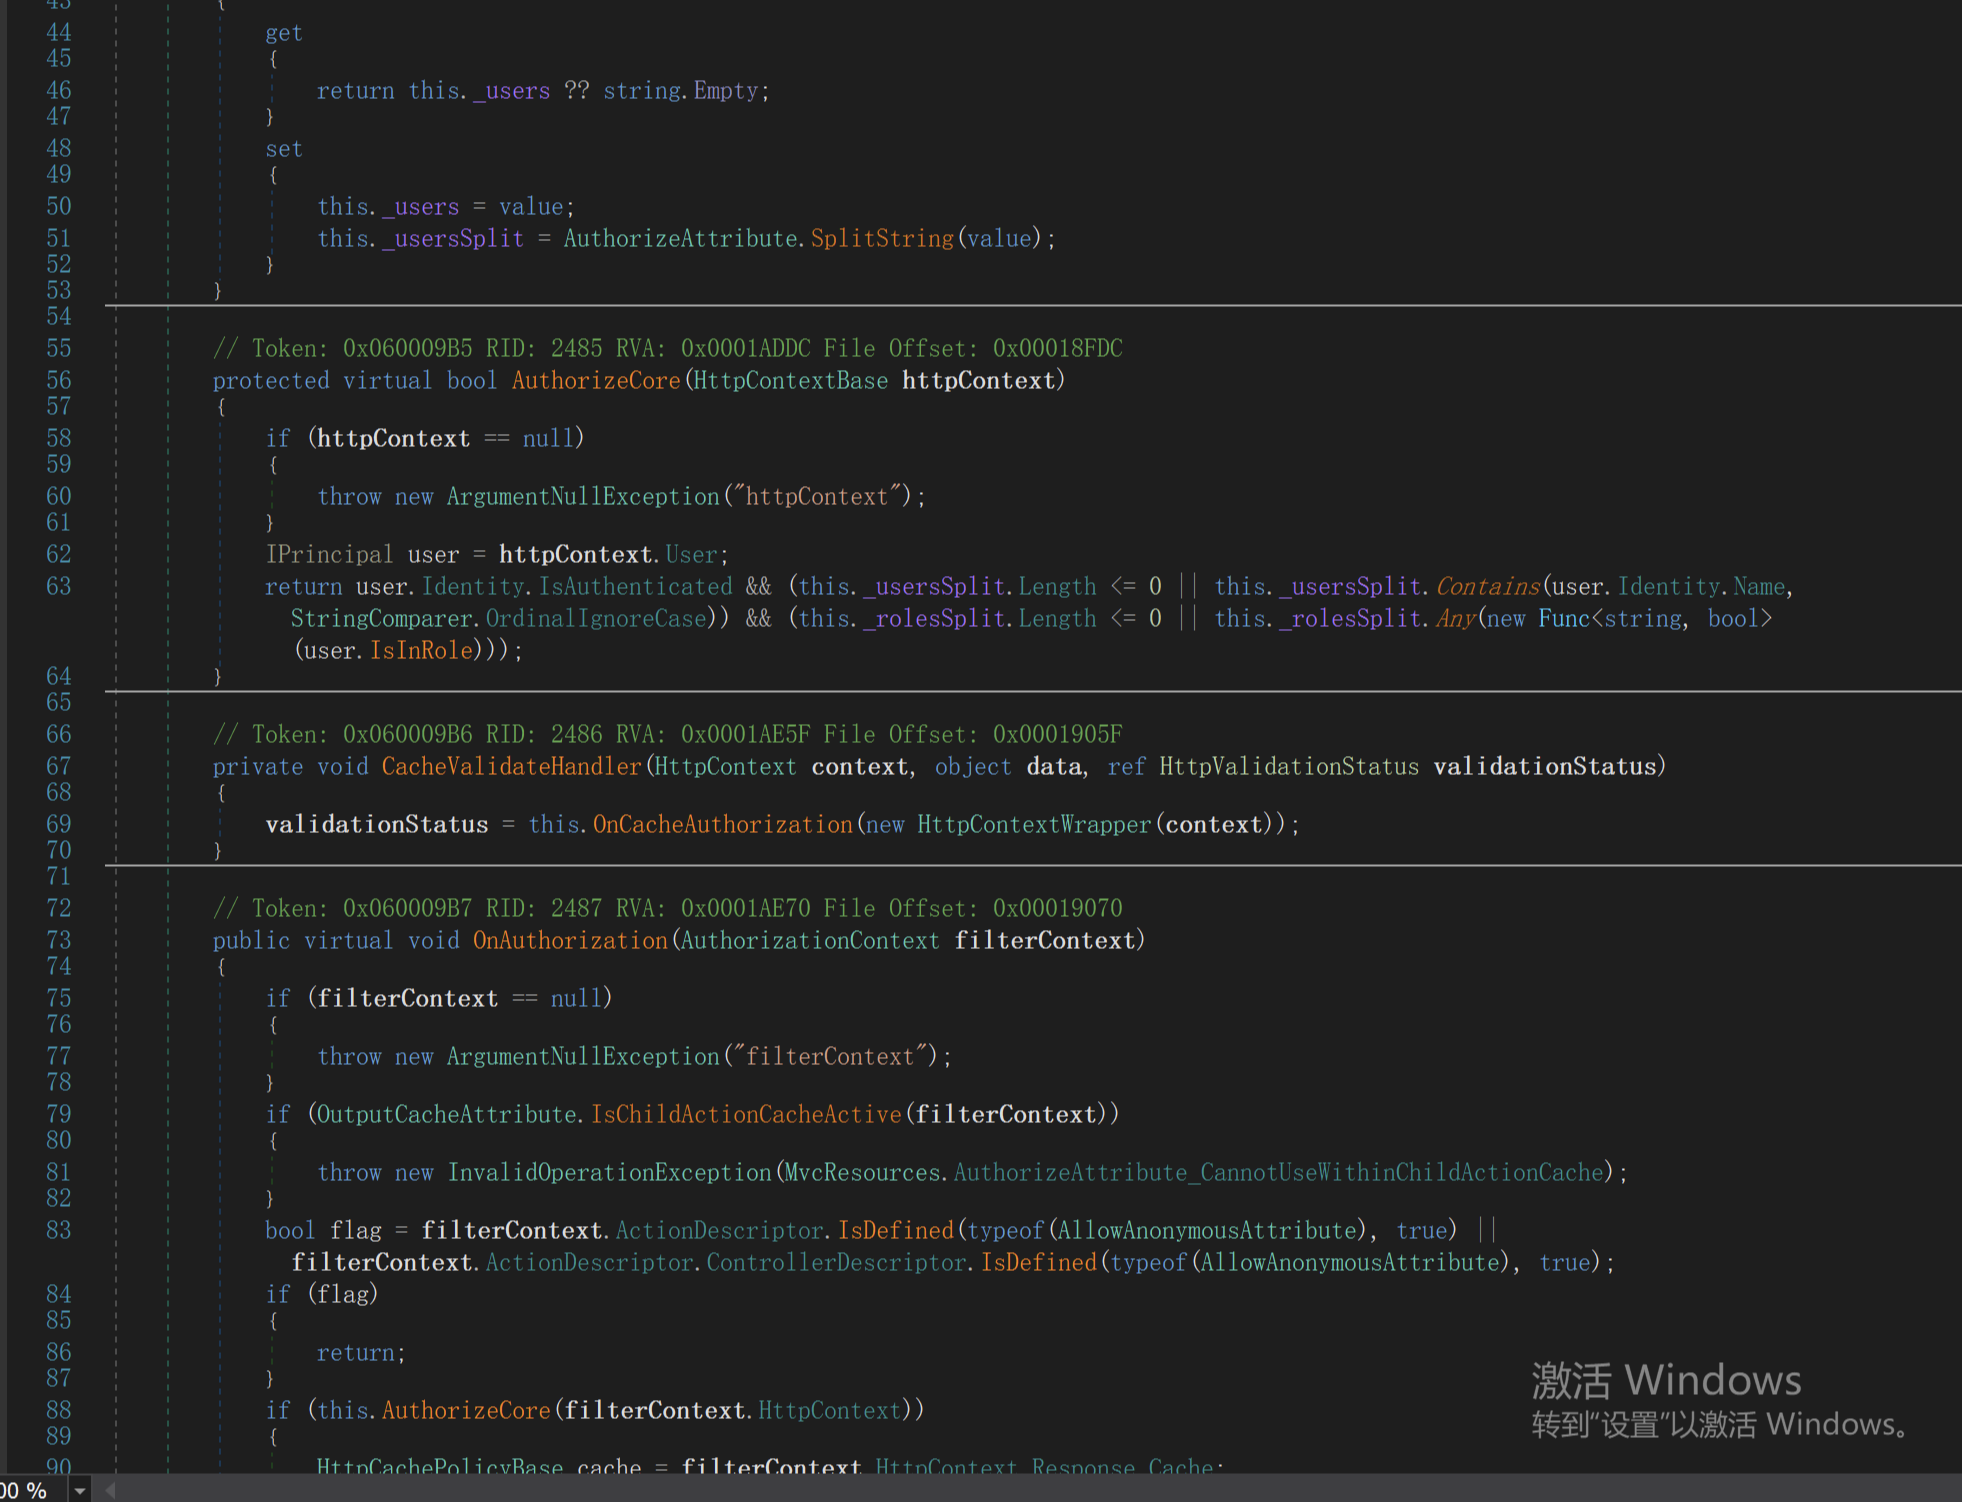 43 {
44 get
45 {
46 return this._users ?? string.Empty;
47 }
48 set
49 {
50 this._users = value;
51 this._usersSplit = AuthorizeAttribute.SplitString(value);
52 }
53 }
54
55 // Token: 0x060009B5 RID: 2485 RVA: 0x0001ADDC File Offset: 0x00018FDC
56 protected virtual bool AuthorizeCore(HttpContextBase httpContext)
57 {
58 if (httpContext == null)
59 {
60 throw new ArgumentNullException("httpContext");
61 }
62 IPrincipal user = httpContext.User;
63 return user.Identity.IsAuthenticated && (this._usersSplit.Length <= 0 || this._usersSplit.Contains(user.Identity.Name,
StringComparer.OrdinalIgnoreCase)) && (this._rolesSplit.Length <= 0 || this._rolesSplit.Any(new Func<string, bool>
(user.IsInRole)));
64 }
65
66 // Token: 0x060009B6 RID: 2486 RVA: 0x0001AE5F File Offset: 0x0001905F
67 private void CacheValidateHandler(HttpContext context, object data, ref HttpValidationStatus validationStatus)
68 {
69 validationStatus = this.OnCacheAuthorization(new HttpContextWrapper(context));
70 }
71
72 // Token: 0x060009B7 RID: 2487 RVA: 0x0001AE70 File Offset: 0x00019070
73 public virtual void OnAuthorization(AuthorizationContext filterContext)
74 {
75 if (filterContext == null)
76 {
77 throw new ArgumentNullException("filterContext");
78 }
79 if (OutputCacheAttribute.IsChildActionCacheActive(filterContext))
80 {
81 throw new InvalidOperationException(MvcResources.AuthorizeAttribute_CannotUseWithinChildActionCache);
82 }
83 bool flag = filterContext.ActionDescriptor.IsDefined(typeof(AllowAnonymousAttribute), true) ||
filterContext.ActionDescriptor.ControllerDescriptor.IsDefined(typeof(AllowAnonymousAttribute), true);
84 if (flag)
85 {
86 return;
87 }
88 if (this.AuthorizeCore(filterContext.HttpContext))
89 {
90 HttpCachePolicyBase cache = filterContext.HttpContext.Response.Cache;
激活 Windows
转到“设置”以激活 Windows。
00 %